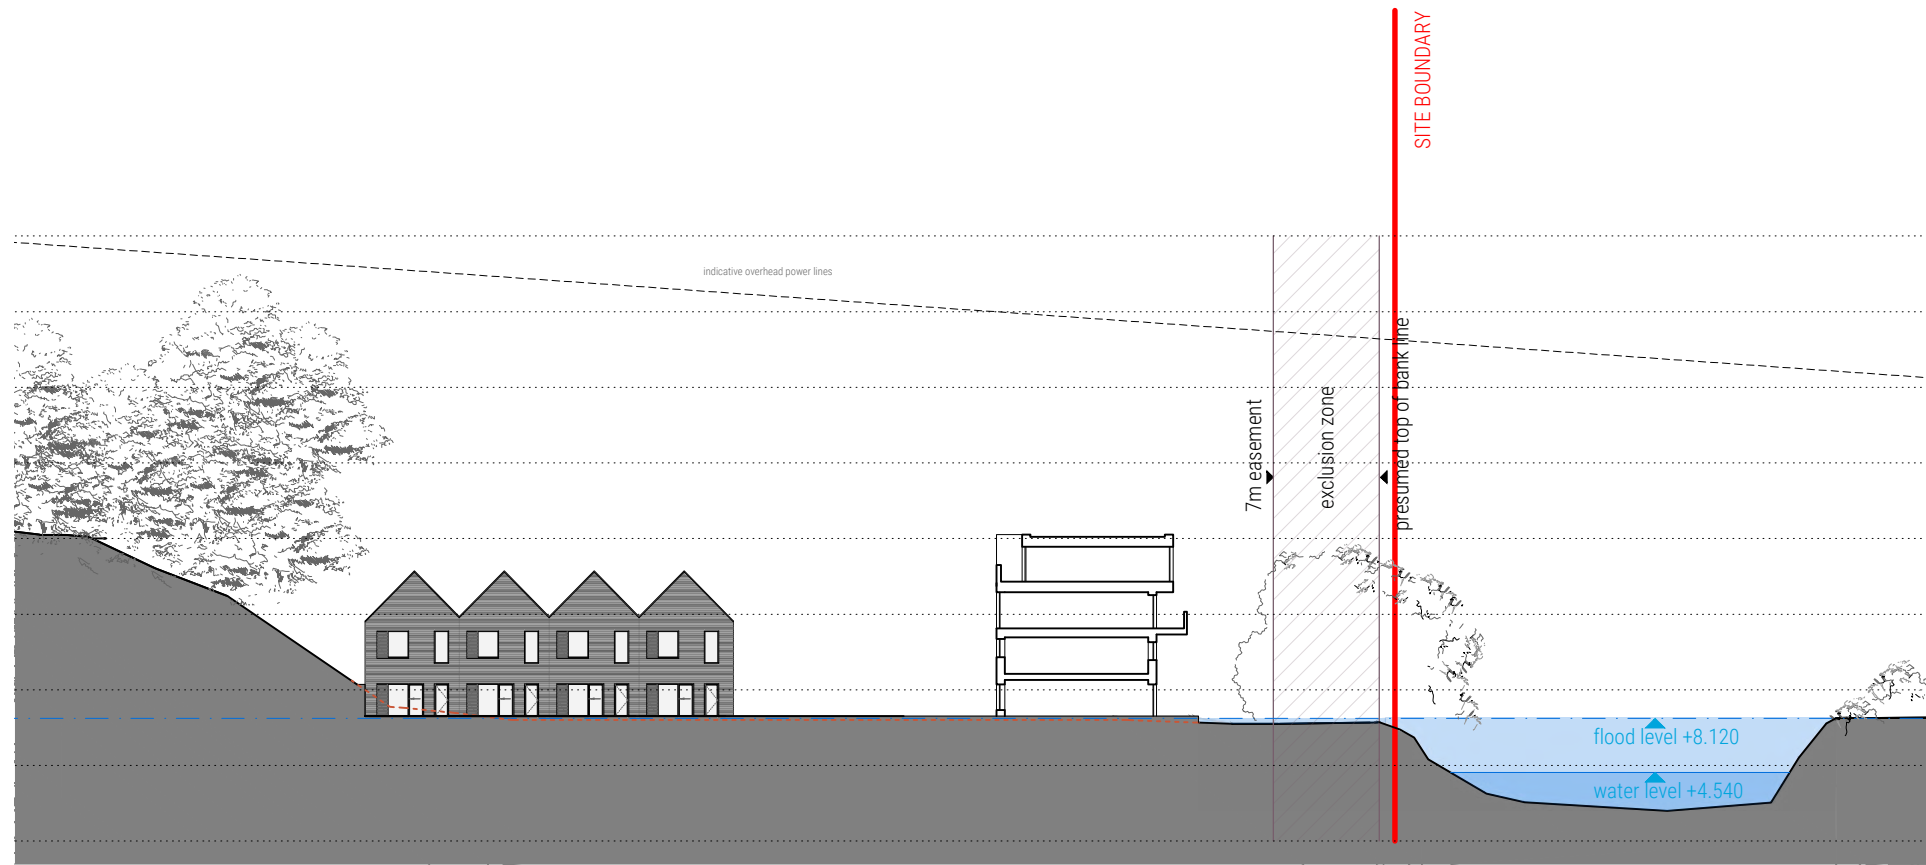 SITE BOUNDARY
indicative overhead power lines
7m easement
exclusion zone
presumed top of bank line
flood level +8.120
water level +4.540